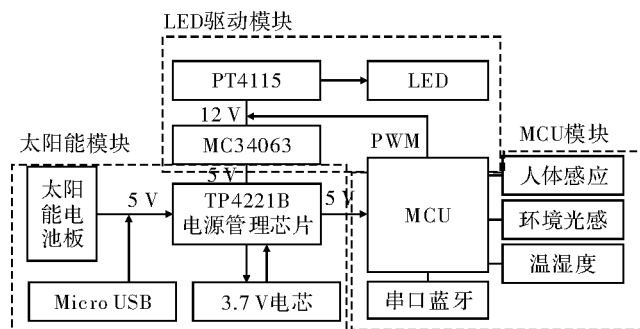 LED驱动模块
PT4115
LED
12 V
PWM
MC34063
太阳能模块
MCU模块
5 V
太阳
能电
池板
5 V
TP4221B
电源管理芯片
5 V
MCU
人体感应
环境光感
温湿度
Micro USB
3.7 V电芯
串口蓝牙